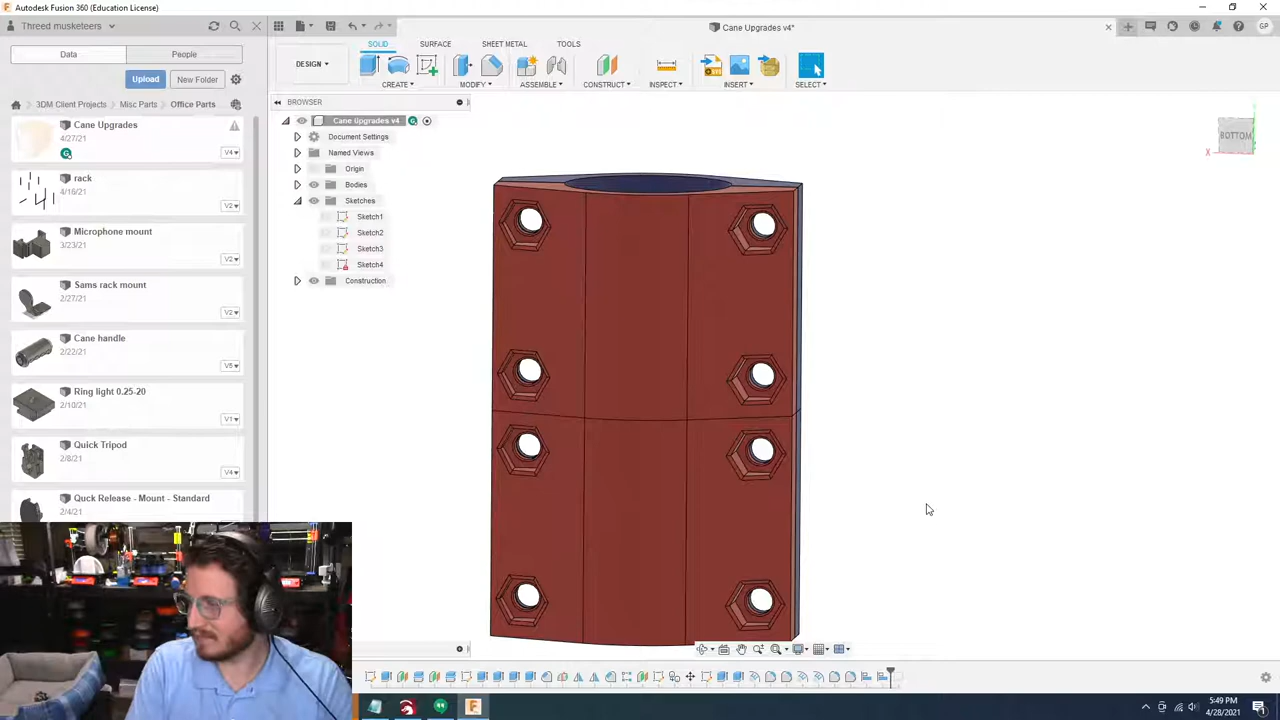 Autodesk Fusion 360 (Education License)
Threed musketeers
Cane Upgrades v4*
GP
Data
People
Upload
New Folder
3DM Client Projects
Misc Parts
Office Parts
Cane Upgrades
4/27/21
V4
rack
4/16/21
V2
Microphone mount
3/23/21
V2
Sams rack mount
2/27/21
V2
Cane handle
2/22/21
V5
Ring light 0.25-20
2/10/21
V1
Quick Tripod
2/8/21
V4
Quck Release - Mount - Standard
2/4/21
DESIGN
SOLID
SURFACE
SHEET METAL
TOOLS
CREATE
MODIFY
ASSEMBLE
CONSTRUCT
INSPECT
INSERT
SELECT
BROWSER
Cane Upgrades v4
Document Settings
Named Views
Origin
Bodies
Sketches
Sketch1
Sketch2
Sketch3
Sketch4
Construction
BOTTOM
X
5:49 PM
4/28/2021